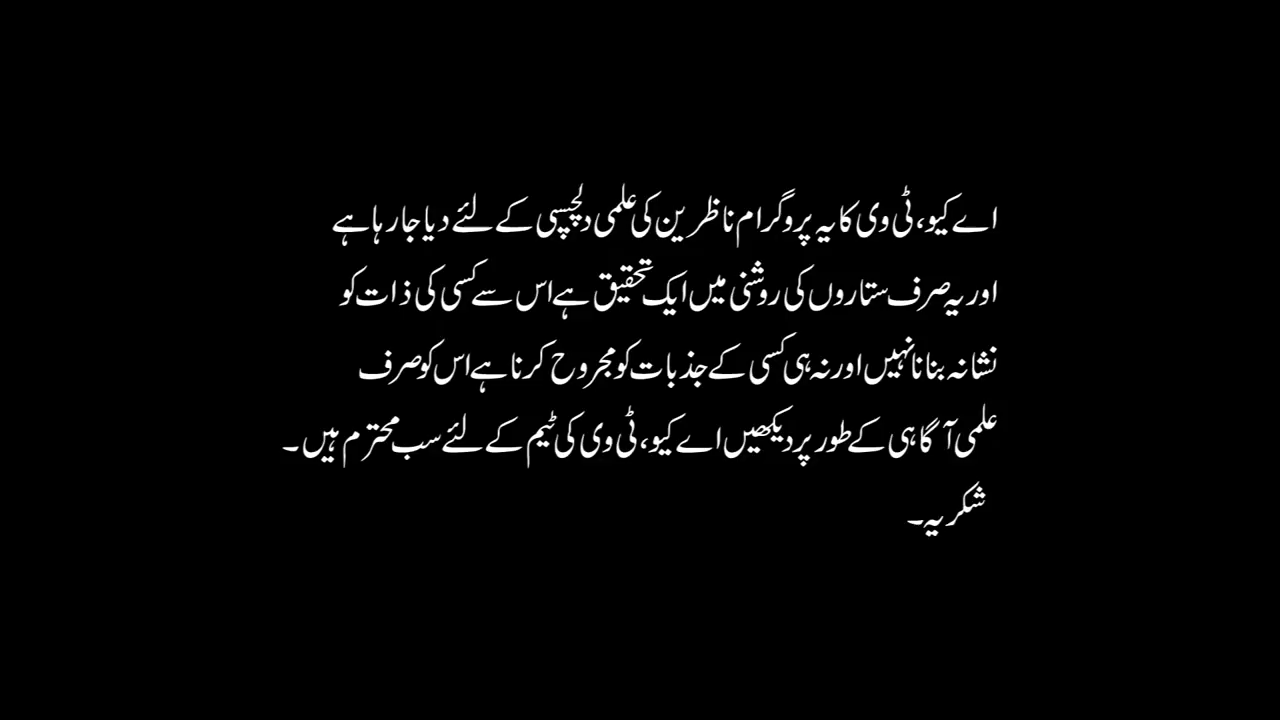 اے کیو، ٹی وی کا یہ پروگرام ناظرین کی علمی دلچسپی کے لئے دیا جا رہا ہے
اور یہ صرف ستاروں کی روشنی میں ایک تحقیق ہے اس سے کسی کی ذات کو
نشانہ بنانا نہیں اور نہ ہی کسی کے جذبات کو مجروح کرنا ہے اس کو صرف
علمی آگاہی کے طور پر دیکھیں اے کیو، ٹی وی کی ٹیم کے لئے سب محترم ہیں ۔
شکریہ ۔